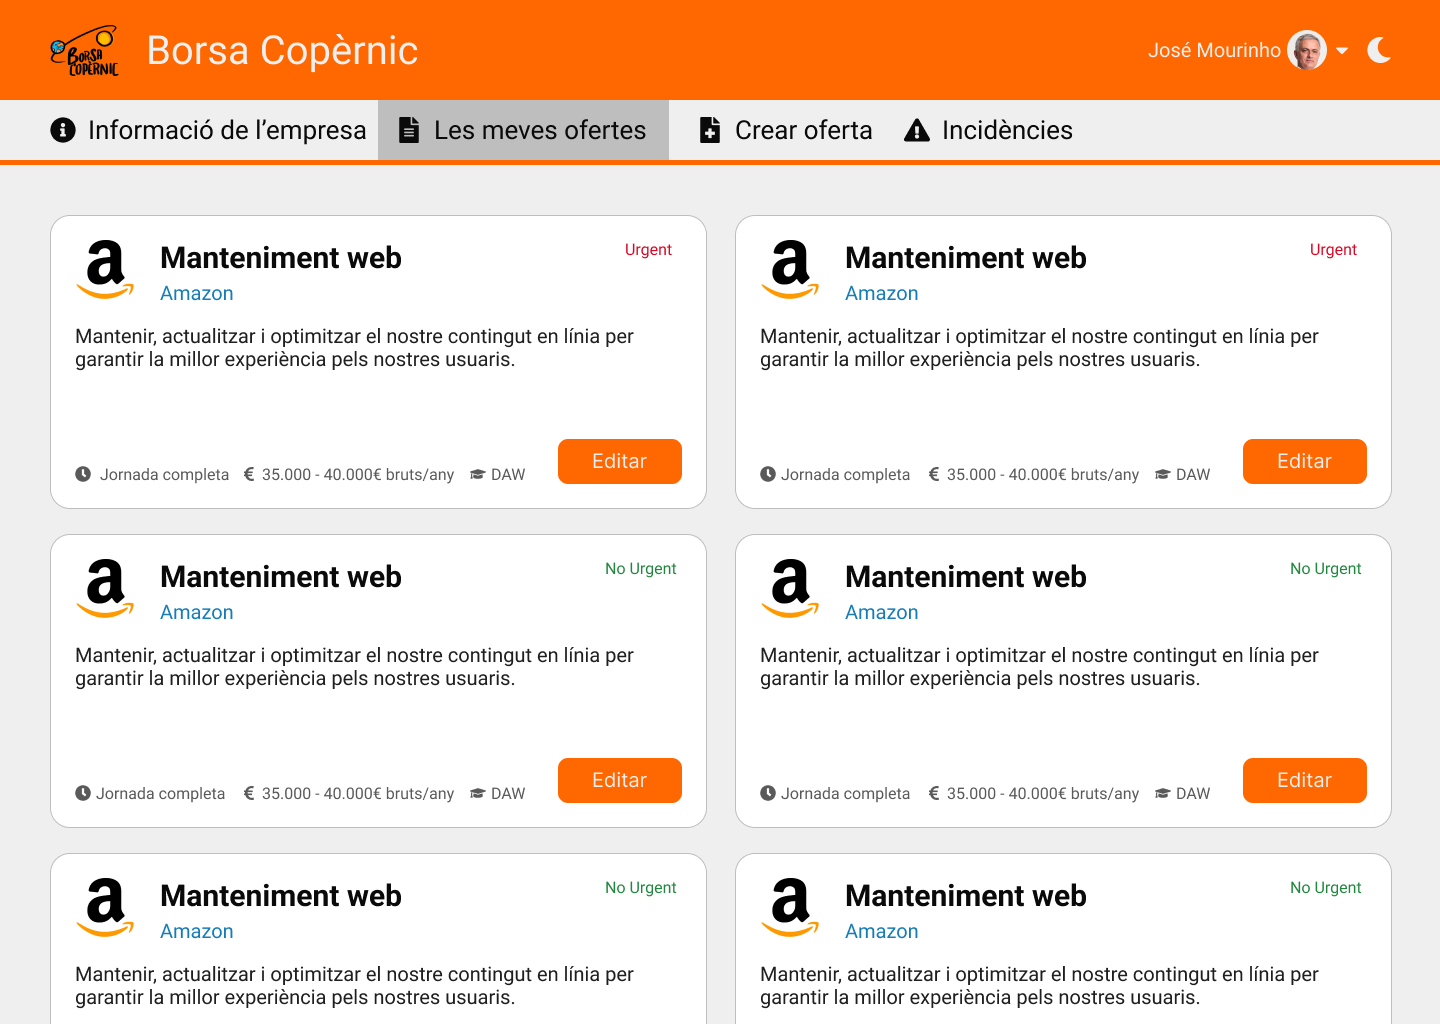 BORSA
COPÈRNIC
Borsa Copèrnic
José Mourinho
Informació de l’empresa
Les meves ofertes
Crear oferta
Incidències
Manteniment web
Urgent
Amazon
Mantenir, actualitzar i optimitzar el nostre contingut en línia per
garantir la millor experiència pels nostres usuaris.
Jornada completa
€ 35.000 - 40.000€ bruts/any
DAW
Editar
Manteniment web
Urgent
Amazon
Mantenir, actualitzar i optimitzar el nostre contingut en línia per
garantir la millor experiència pels nostres usuaris.
Jornada completa
€ 35.000 - 40.000€ bruts/any
DAW
Editar
Manteniment web
No Urgent
Amazon
Mantenir, actualitzar i optimitzar el nostre contingut en línia per
garantir la millor experiència pels nostres usuaris.
Jornada completa
€ 35.000 - 40.000€ bruts/any
DAW
Editar
Manteniment web
No Urgent
Amazon
Mantenir, actualitzar i optimitzar el nostre contingut en línia per
garantir la millor experiència pels nostres usuaris.
Jornada completa
€ 35.000 - 40.000€ bruts/any
DAW
Editar
Manteniment web
No Urgent
Amazon
Mantenir, actualitzar i optimitzar el nostre contingut en línia per
garantir la millor experiència pels nostres usuaris.
Manteniment web
No Urgent
Amazon
Mantenir, actualitzar i optimitzar el nostre contingut en línia per
garantir la millor experiència pels nostres usuaris.